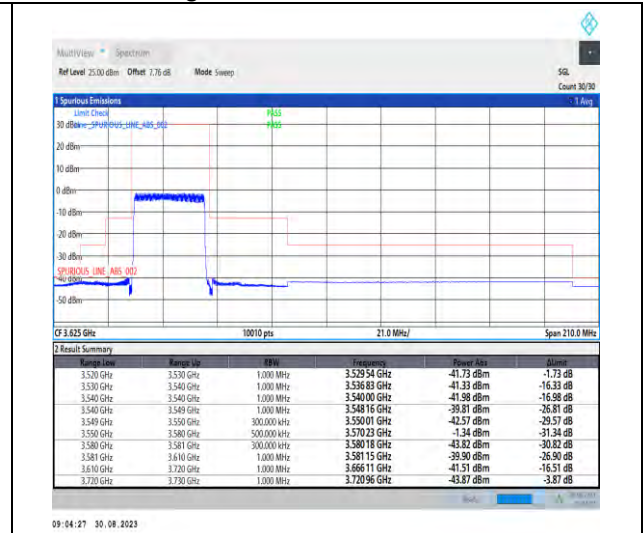 MultiView Spectrum
Ref Level 25.00 dBm Offset 7.76 dB Mode Sweep SGL
Count 30/30
1 Spurious Emissions 1 Avg
Limit Check PASS
30 dBm Line _SPURIOUS_LINE_ABS_002 PASS
20 dBm
10 dBm
0 dBm
-10 dBm
-20 dBm
-30 dBm
SPURIOUS_LINE_ABS_002
-40 dBm
-50 dBm
CF 3.625 GHz 10010 pts 21.0 MHz/ Span 210.0 MHz
2 Result Summary
Range Low Range Up RBW Frequency Power Abs ΔLimit
3.520 GHz 3.530 GHz 1.000 MHz 3.52954 GHz -41.73 dBm -1.73 dB
3.530 GHz 3.540 GHz 1.000 MHz 3.53683 GHz -41.33 dBm -16.33 dB
3.540 GHz 3.540 GHz 1.000 MHz 3.54000 GHz -41.98 dBm -16.98 dB
3.540 GHz 3.549 GHz 1.000 MHz 3.54816 GHz -39.81 dBm -26.81 dB
3.549 GHz 3.550 GHz 300.000 kHz 3.55001 GHz -42.57 dBm -29.57 dB
3.550 GHz 3.580 GHz 500.000 kHz 3.57023 GHz -1.34 dBm -31.34 dB
3.580 GHz 3.581 GHz 300.000 kHz 3.58018 GHz -43.82 dBm -30.82 dB
3.581 GHz 3.610 GHz 1.000 MHz 3.58115 GHz -39.90 dBm -26.90 dB
3.610 GHz 3.720 GHz 1.000 MHz 3.66611 GHz -41.51 dBm -16.51 dB
3.720 GHz 3.730 GHz 1.000 MHz 3.72096 GHz -43.87 dBm -3.87 dB
09:04:27 30.08.2023